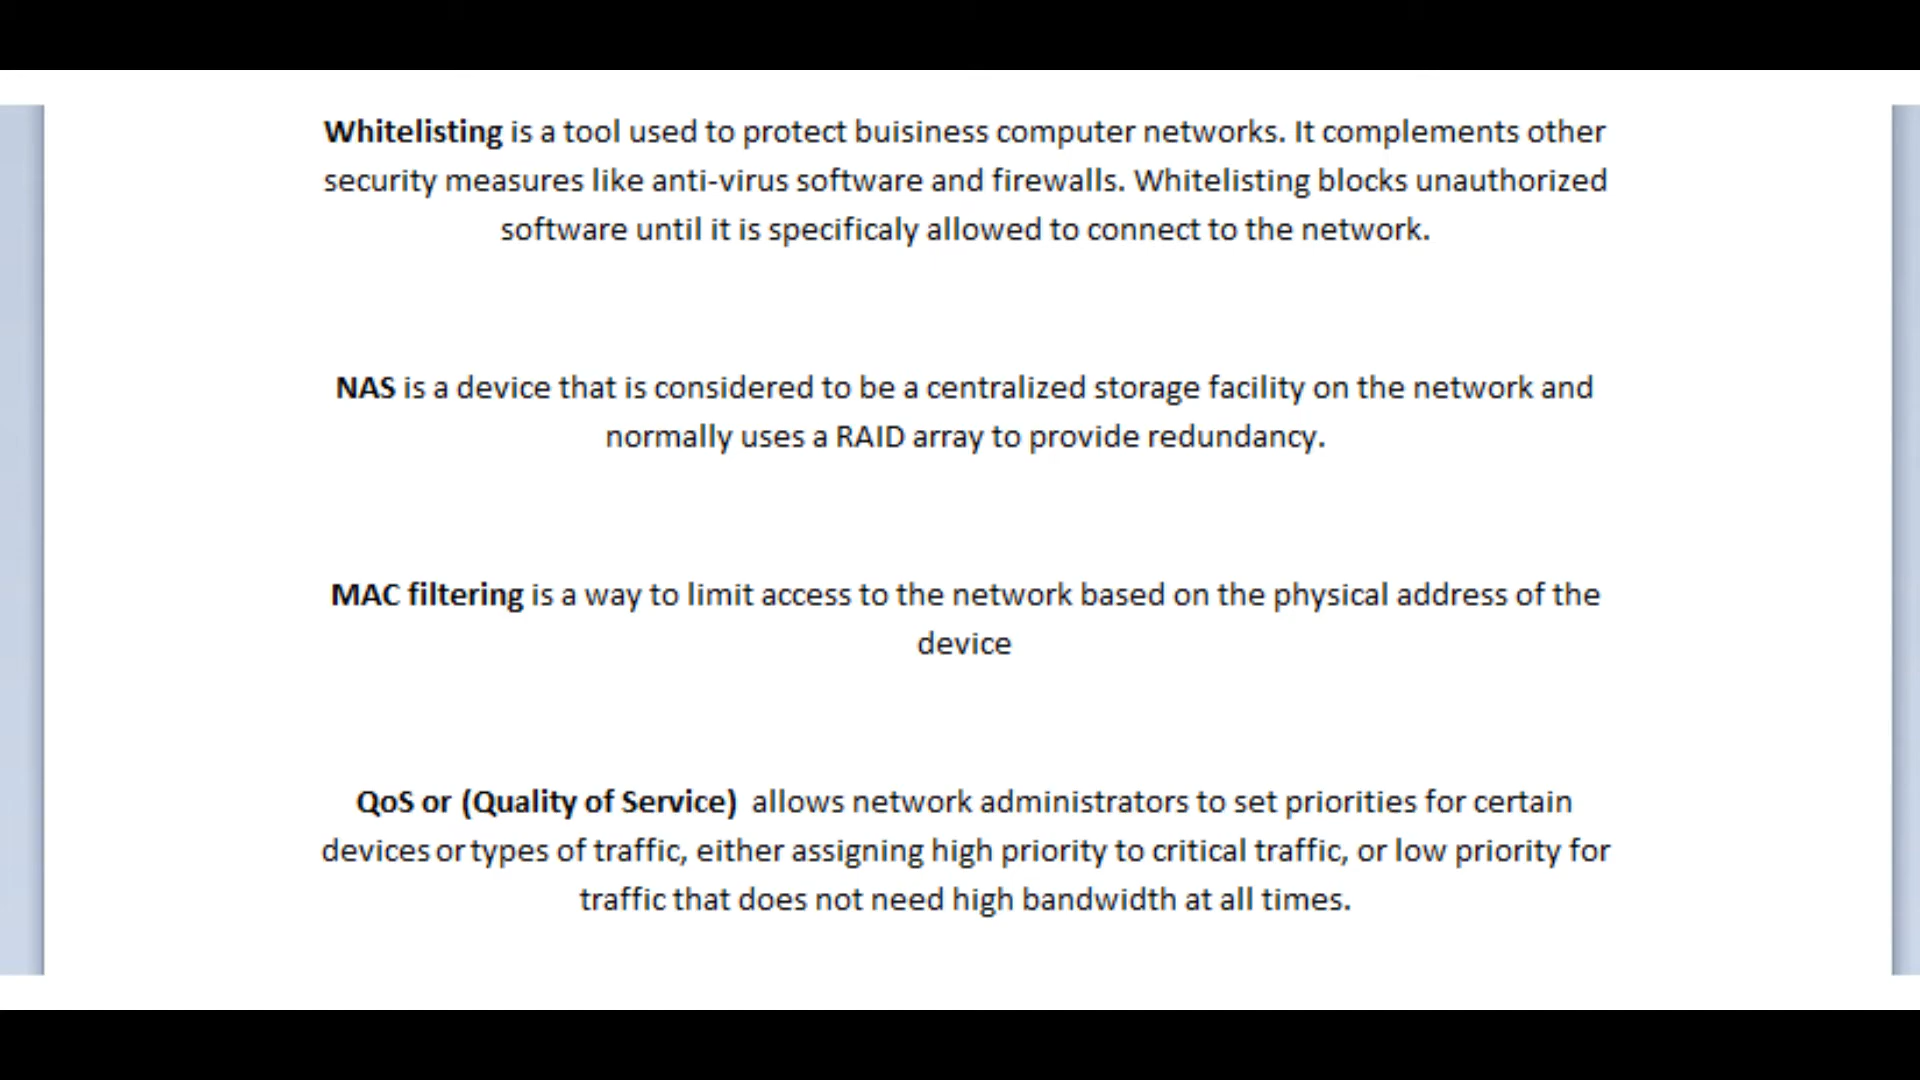 Whitelisting is a tool used to protect buisiness computer networks. It complements other
security measures like anti-virus software and firewalls. Whitelisting blocks unauthorized
software until it is specificaly allowed to connect to the network.
NAS is a device that is considered to be a centralized storage facility on the network and
normally uses a RAID array to provide redundancy.
MAC filtering is a way to limit access to the network based on the physical address of the
device
QoS or (Quality of Service) allows network administrators to set priorities for certain
devices or types of traffic, either assigning high priority to critical traffic, or low priority for
traffic that does not need high bandwidth at all times.